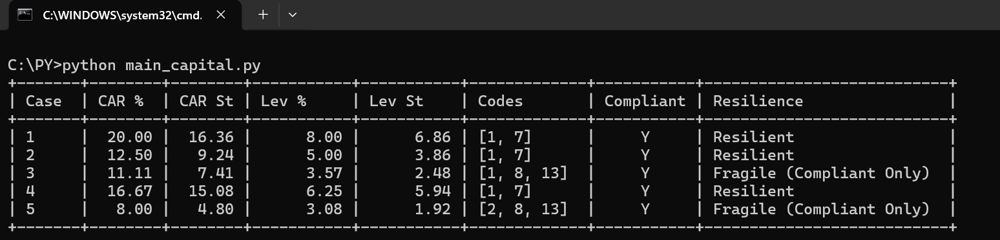 C:\WINDOWS\system32\cmd.
C:\PY>python main_capital.py
+-------+--------+--------+-----------+-----------+-------------+-----------+---------------------------+
| Case  | CAR %  | CAR St | Lev %     | Lev St    | Codes       | Compliant | Resilience                |
+-------+--------+--------+-----------+-----------+-------------+-----------+---------------------------+
| 1     |  20.00 |  16.36 |      8.00 |      6.86 | [1, 7]      |     Y     | Resilient                 |
| 2     |  12.50 |   9.24 |      5.00 |      3.86 | [1, 7]      |     Y     | Resilient                 |
| 3     |  11.11 |   7.41 |      3.57 |      2.48 | [1, 8, 13]  |     Y     | Fragile (Compliant Only)  |
| 4     |  16.67 |  15.08 |      6.25 |      5.94 | [1, 7]      |     Y     | Resilient                 |
| 5     |   8.00 |   4.80 |      3.08 |      1.92 | [2, 8, 13]  |     Y     | Fragile (Compliant Only)  |
+-------+--------+--------+-----------+-----------+-------------+-----------+---------------------------+